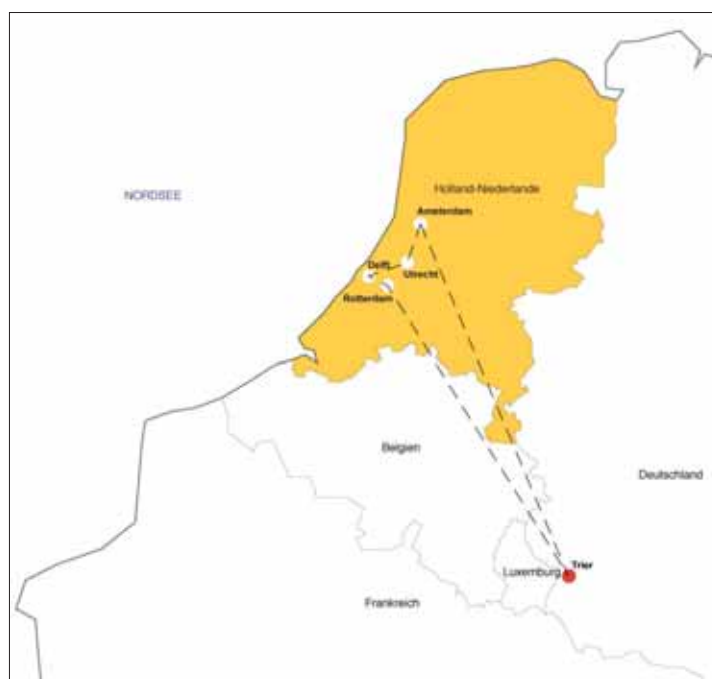 Holland-Niederlande
NORDSEE
Amsterdam
Delft
Utrecht
Rotterdam
Belgien
Deutschland
Trier
Luxemburg
Frankreich